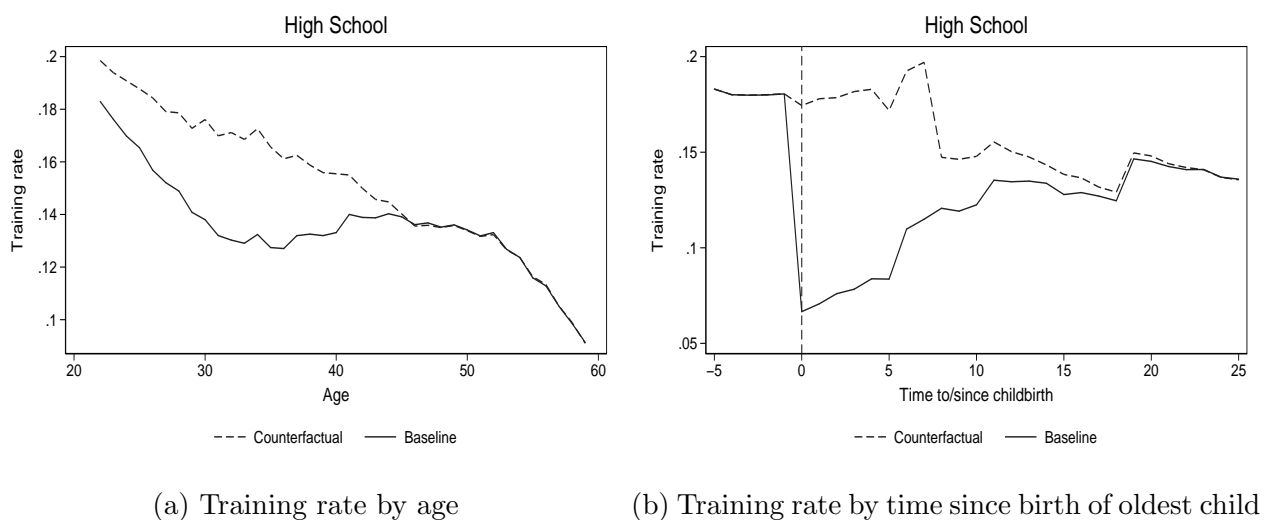 High School
.2
.18
.16
.14
.12
.1
Training rate
20 30 40 50 60
Age
Counterfactual Baseline
(a) Training rate by age
High School
.2
.15
.1
.05
Training rate
−5 0 5 10 15 20 25
Time to/since childbirth
Counterfactual Baseline
(b) Training rate by time since birth of oldest child